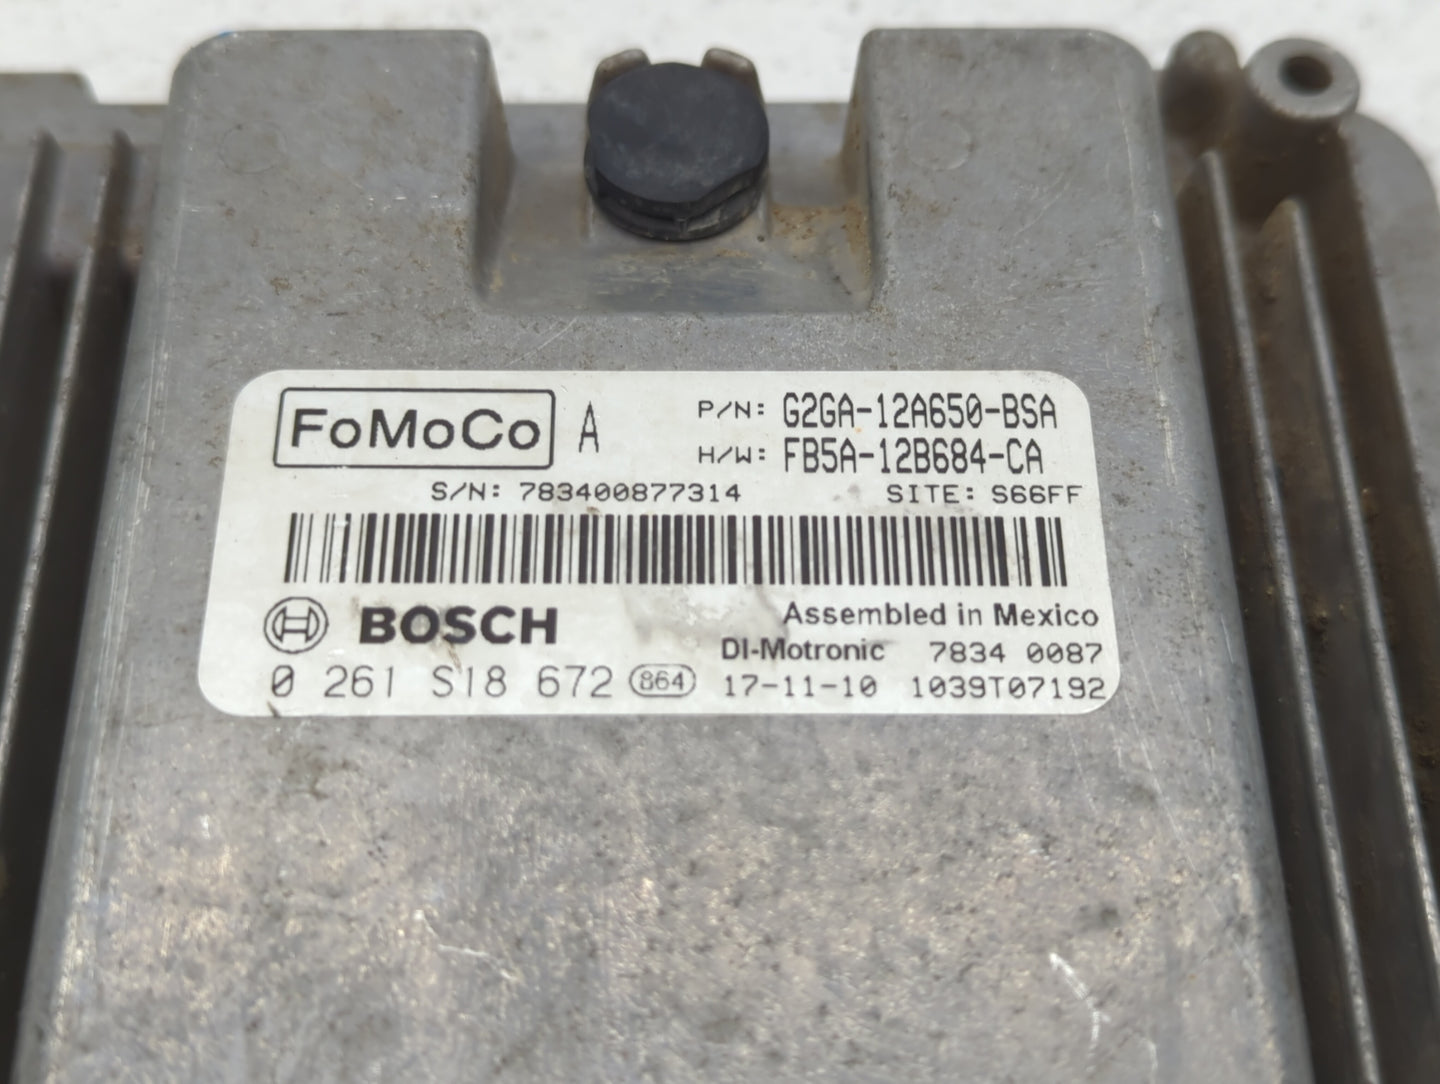 FoMoCo A P/N: G2GA-12A650-BSA
H/W: FB5A-12B684-CA
S/N: 783400877314 SITE: S66FF
BOSCH Assembled in Mexico
DI-Motronic 7834 0087
0 261 S18 672 864 17-11-10 1039T07192